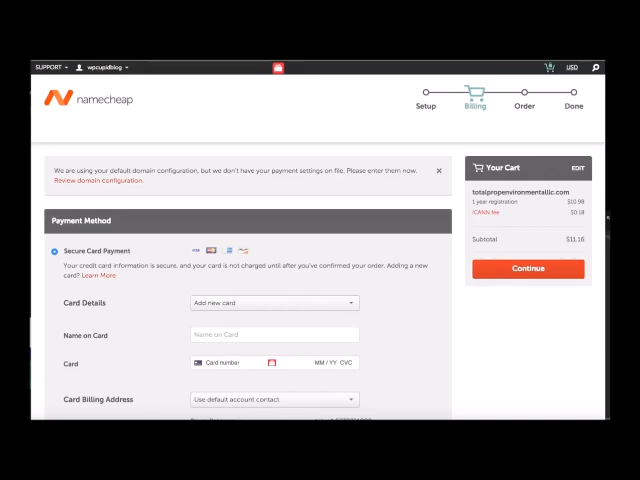 SUPPORT wpcupidblog USD
namecheap
Setup Billing Order Done
We are using your default domain configuration, but we don't have your payment settings on file. Please enter them now.
Review domain configuration.
Your Cart EDIT
totalpropenvironmentalllc.com
1 year registration $10.98
ICANN fee $0.18
Subtotal $11.16
Continue
Payment Method
Secure Card Payment
Your credit card information is secure, and your card is not charged until after you've confirmed your order. Adding a new
card? Learn More
Card Details Add new card
Name on Card Name on Card
Card Card number MM / YY CVC
Card Billing Address Use default account contact